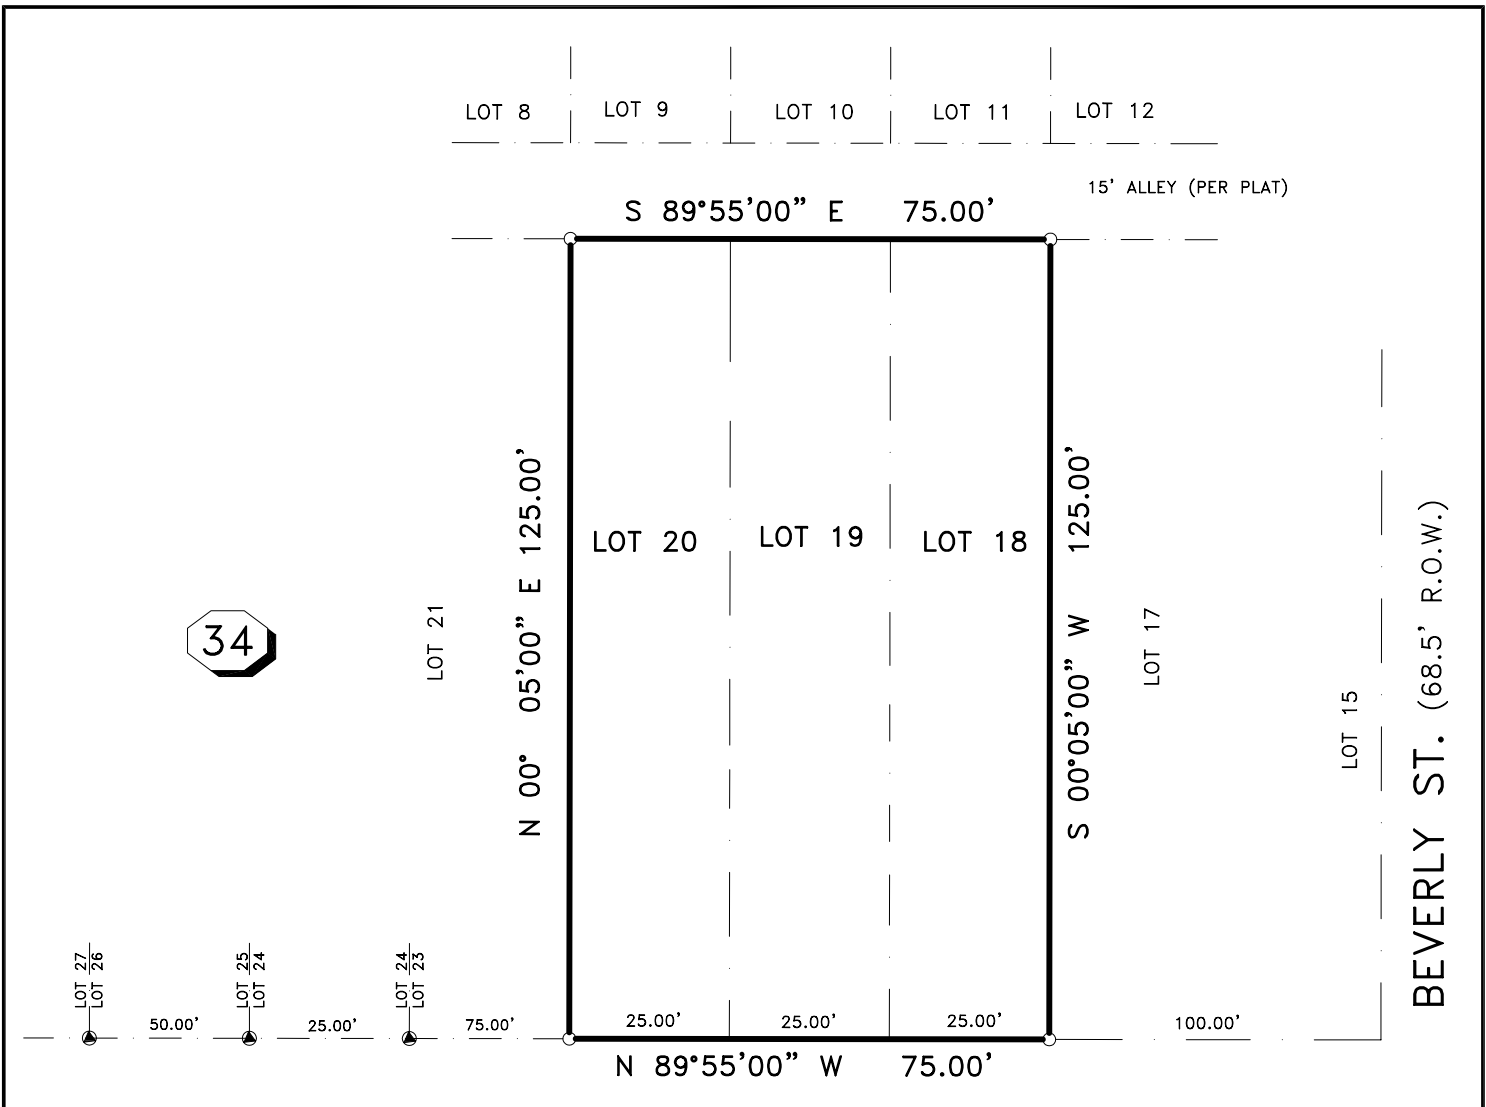 LOT 8
LOT 9
LOT 10
LOT 11
LOT 12
15' ALLEY (PER PLAT)
S 89°55'00" E 75.00'
N 00° 05'00" E 125.00'
LOT 20
LOT 19
LOT 18
S 00°05'00" W 125.00'
34
LOT 21
LOT 17
LOT 15
BEVERLY ST. (68.5' R.O.W.)
LOT 27
LOT 26
LOT 25
LOT 24
LOT 24
LOT 23
50.00'
25.00'
75.00'
25.00'
25.00'
25.00'
100.00'
N 89°55'00" W 75.00'